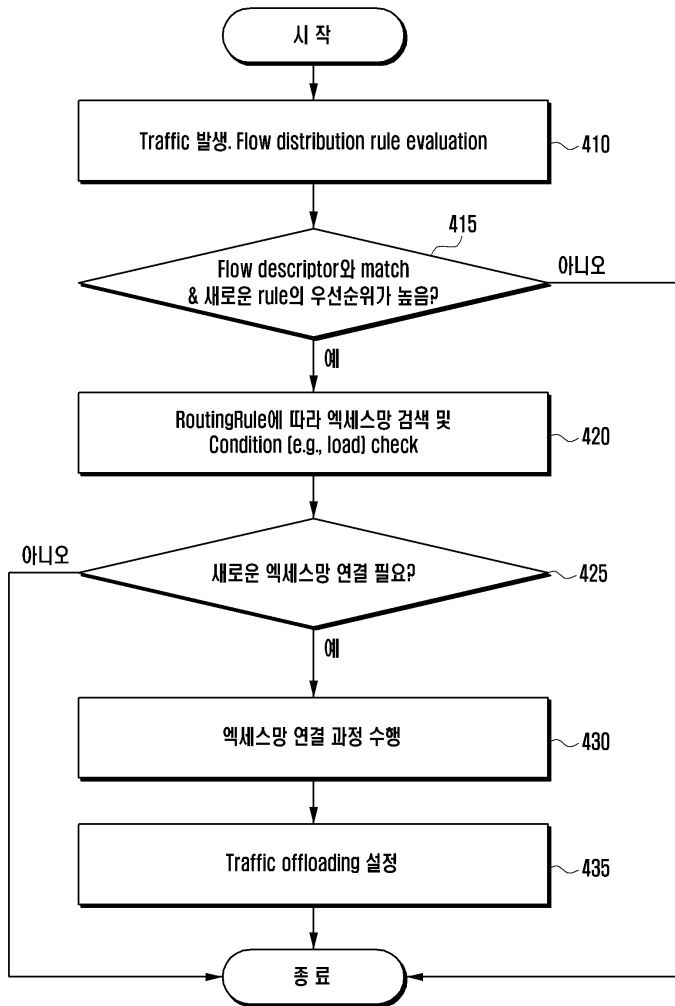 시 작
Traffic 발생. Flow distribution rule evaluation
410
415
Flow descriptor와 match
& 새로운 rule의 우선순위가 높음?
아니오
예
RoutingRule에 따라 엑세스망 검색 및
Condition (e.g., load) check
420
아니오
새로운 엑세스망 연결 필요?
425
예
엑세스망 연결 과정 수행
430
Traffic offloading 설정
435
종 료